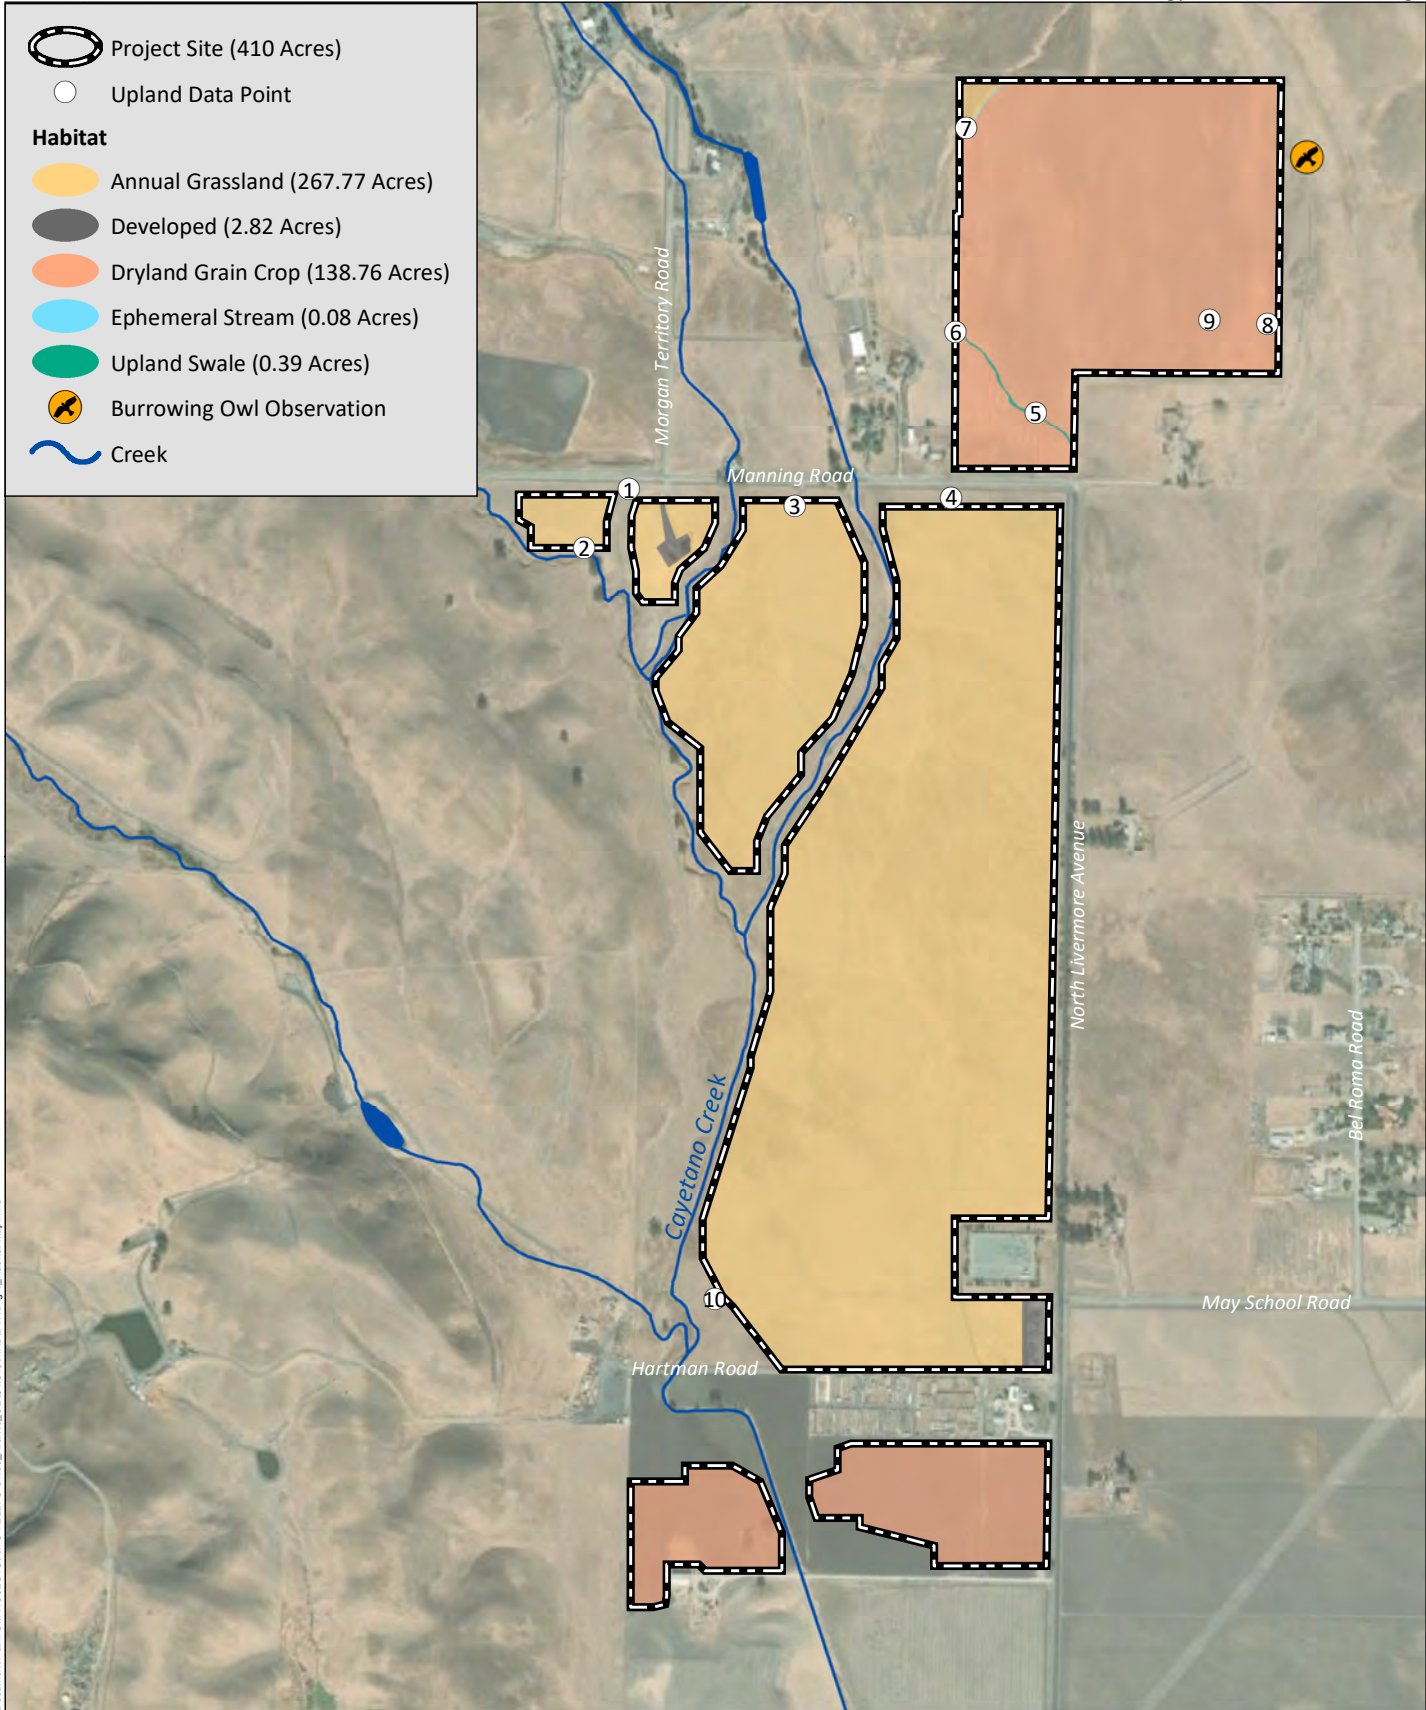 Project Site (410 Acres)
Upland Data Point
Habitat
Annual Grassland (267.77 Acres)
Developed (2.82 Acres)
Dryland Grain Crop (138.76 Acres)
Ephemeral Stream (0.08 Acres)
Upland Swale (0.39 Acres)
Burrowing Owl Observation
Creek
7
9
8
6
5
Morgan Territory Road
Manning Road
1
3
4
2
North Livermore Avenue
Bel Roma Road
Cayetano Creek
10
May School Road
Hartman Road